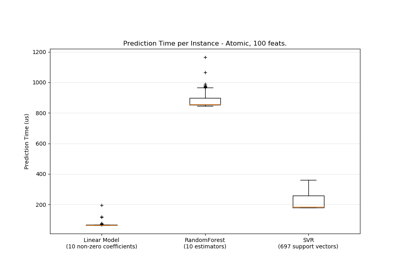 Prediction Time per Instance - Atomic, 100 feats.
1200
1000
800
600
400
200
Prediction Time (us)
Linear Model
(10 non-zero coefficients)
RandomForest
(10 estimators)
SVR
(697 support vectors)